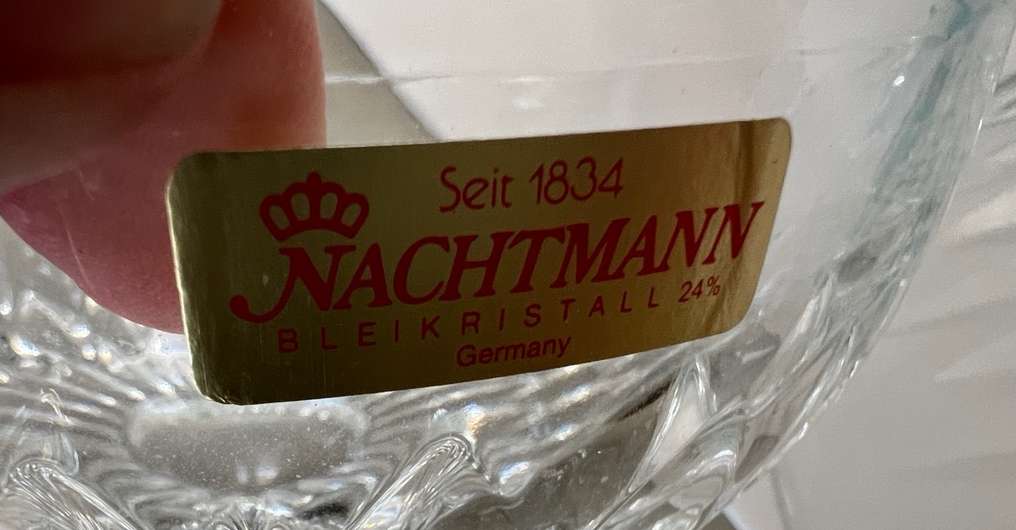 Seit 1834
NACHTMANN
BLEIKRISTALL 24%
Germany